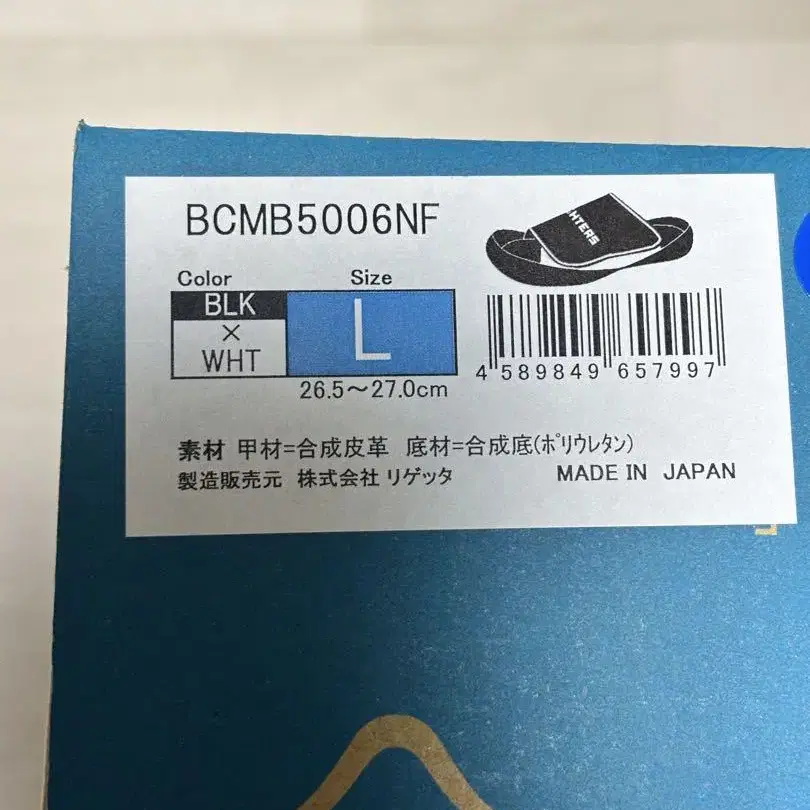 BCMB5006NF
HTERS
Color
Size
BLK
×
WHT
L
26.5～27.0cm
4 589849 657997
素材 甲材=合成皮革 底材=合成底(ﾎﾟﾘｳﾚﾀﾝ)
製造販売元 株式会社 リゲッタ
MADE IN JAPAN